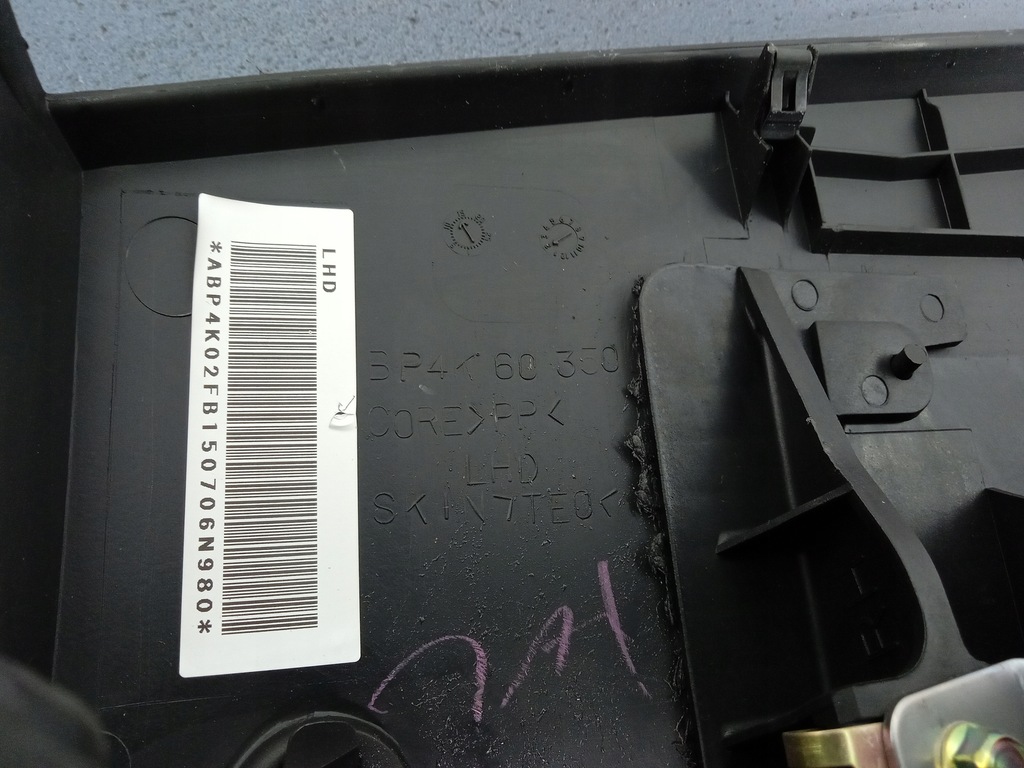 LHD
*ABP4K02FB150706N980*
BP4K 60 350
CORE>PP<
LHD
SKIN>TEO<